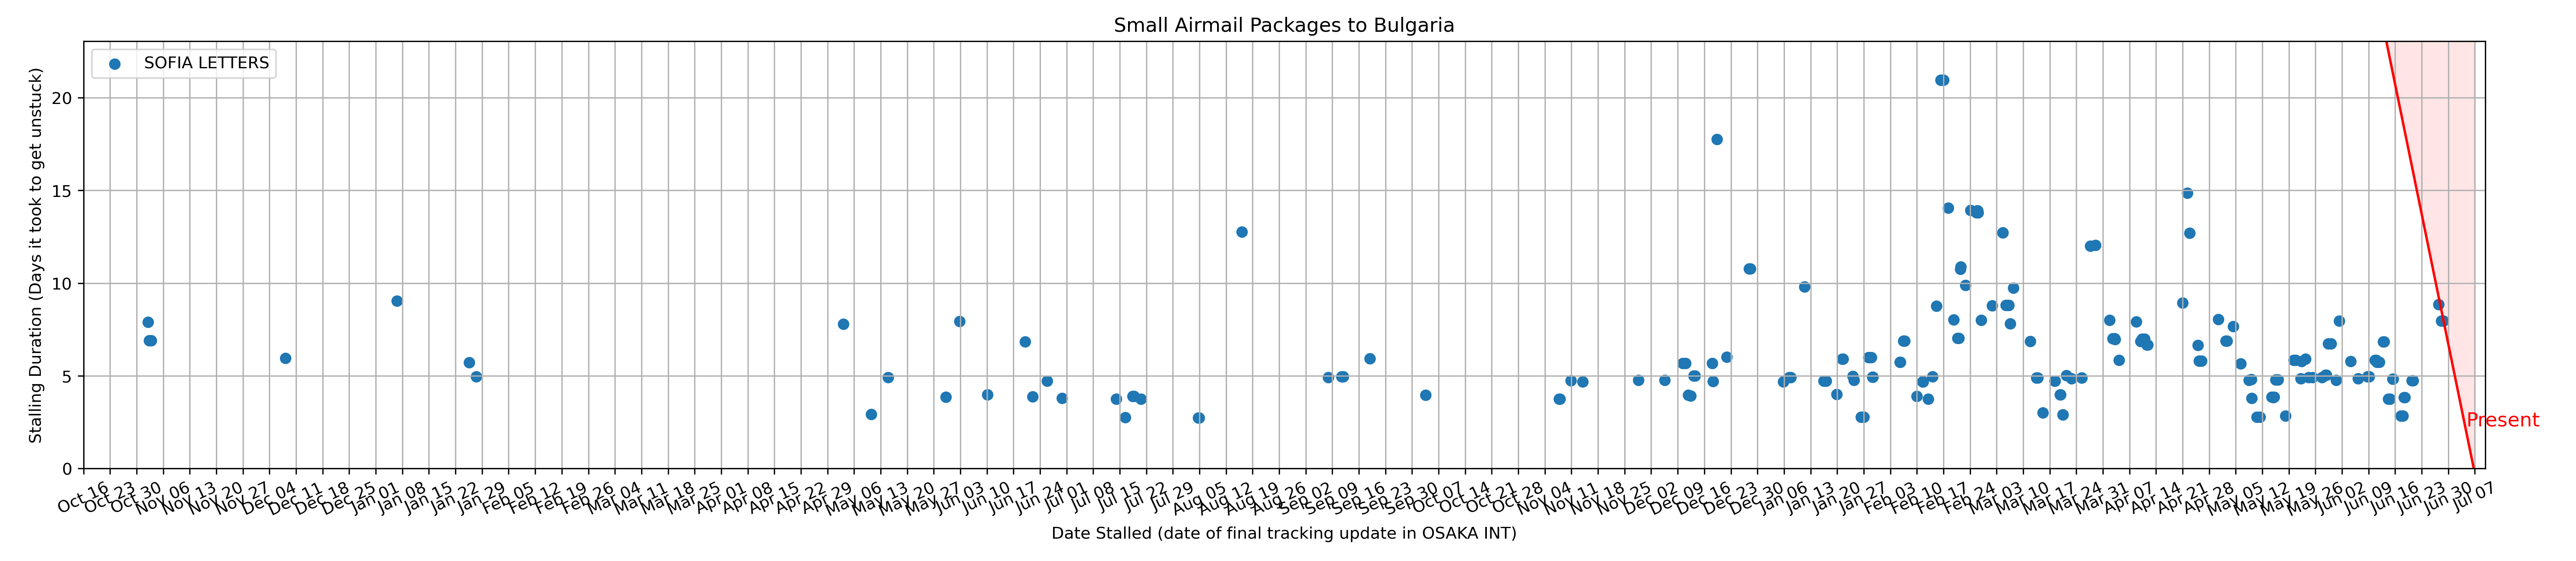 Small Airmail Packages to Bulgaria
SOFIA LETTERS
Stalling Duration (Days it took to get unstuck)
20
15
10
5
0
Present
Oct 16
Oct 23
Oct 30
Nov 06
Nov 13
Nov 20
Nov 27
Dec 04
Dec 11
Dec 18
Dec 25
Jan 01
Jan 08
Jan 15
Jan 22
Jan 29
Feb 05
Feb 12
Feb 19
Feb 26
Mar 04
Mar 11
Mar 18
Mar 25
Apr 01
Apr 08
Apr 15
Apr 22
Apr 29
May 06
May 13
May 20
May 27
Jun 03
Jun 10
Jun 17
Jun 24
Jul 01
Jul 08
Jul 15
Jul 22
Jul 29
Aug 05
Aug 12
Aug 19
Aug 26
Sep 02
Sep 09
Sep 16
Sep 23
Sep 30
Oct 07
Oct 14
Oct 21
Oct 28
Nov 04
Nov 11
Nov 18
Nov 25
Dec 02
Dec 09
Dec 16
Dec 23
Dec 30
Jan 06
Jan 13
Jan 20
Jan 27
Feb 03
Feb 10
Feb 17
Feb 24
Mar 03
Mar 10
Mar 17
Mar 24
Mar 31
Apr 07
Apr 14
Apr 21
Apr 28
May 05
May 12
May 19
May 26
Jun 02
Jun 09
Jun 16
Jun 23
Jun 30
Jul 07
Date Stalled (date of final tracking update in OSAKA INT)